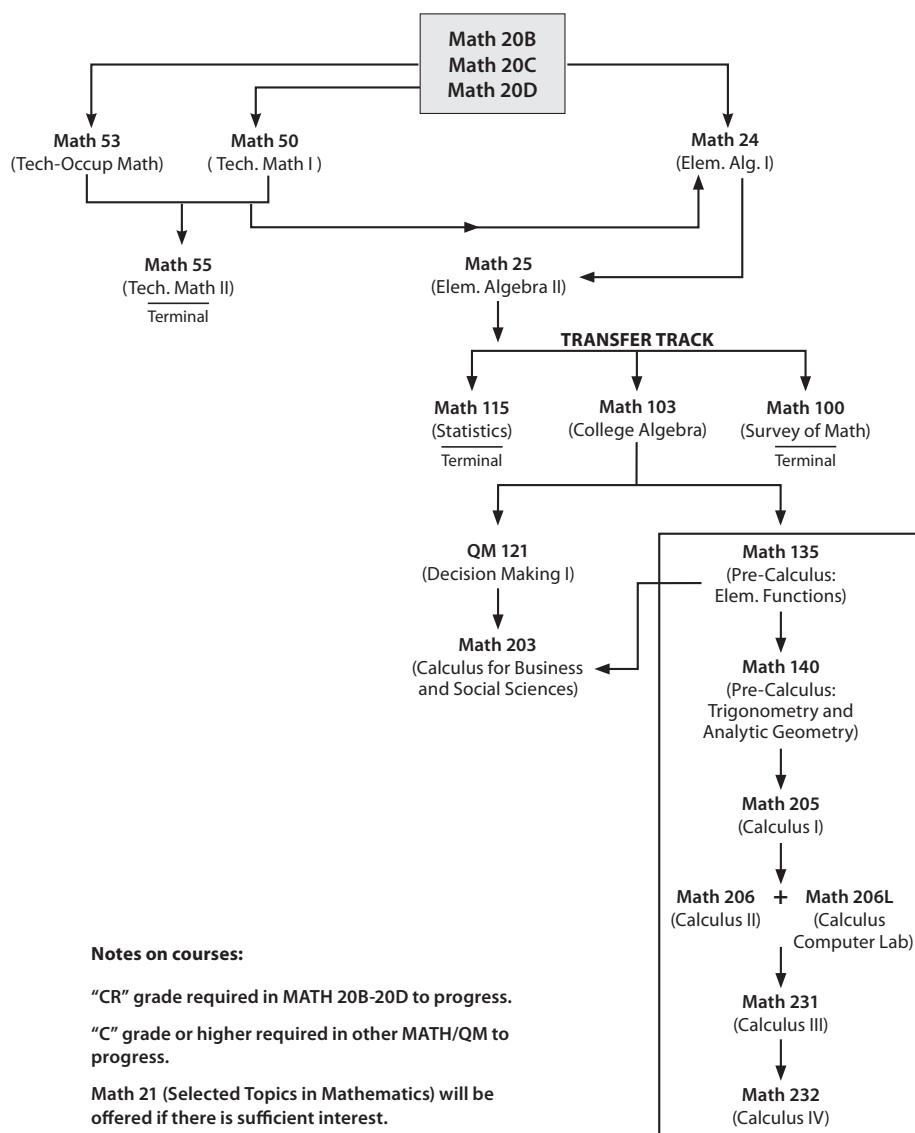 Math 20B
Math 20C
Math 20D
Math 53
(Tech-Occup Math)
Math 50
( Tech. Math I )
Math 24
(Elem. Alg. I)
Math 55
(Tech. Math II)
Terminal
Math 25
(Elem. Algebra II)
TRANSFER TRACK
Math 115
(Statistics)
Terminal
Math 103
(College Algebra)
Math 100
(Survey of Math)
Terminal
QM 121
(Decision Making I)
Math 135
(Pre-Calculus:
Elem. Functions)
Math 203
(Calculus for Business
and Social Sciences)
Math 140
(Pre-Calculus:
Trigonometry and
Analytic Geometry)
Math 205
(Calculus I)
Math 206
(Calculus II)
+
Math 206L
(Calculus
Computer Lab)
Math 231
(Calculus III)
Math 232
(Calculus IV)
Notes on courses:
“CR” grade required in MATH 20B-20D to progress.
“C” grade or higher required in other MATH/QM to
progress.
Math 21 (Selected Topics in Mathematics) will be
offered if there is sufficient interest.